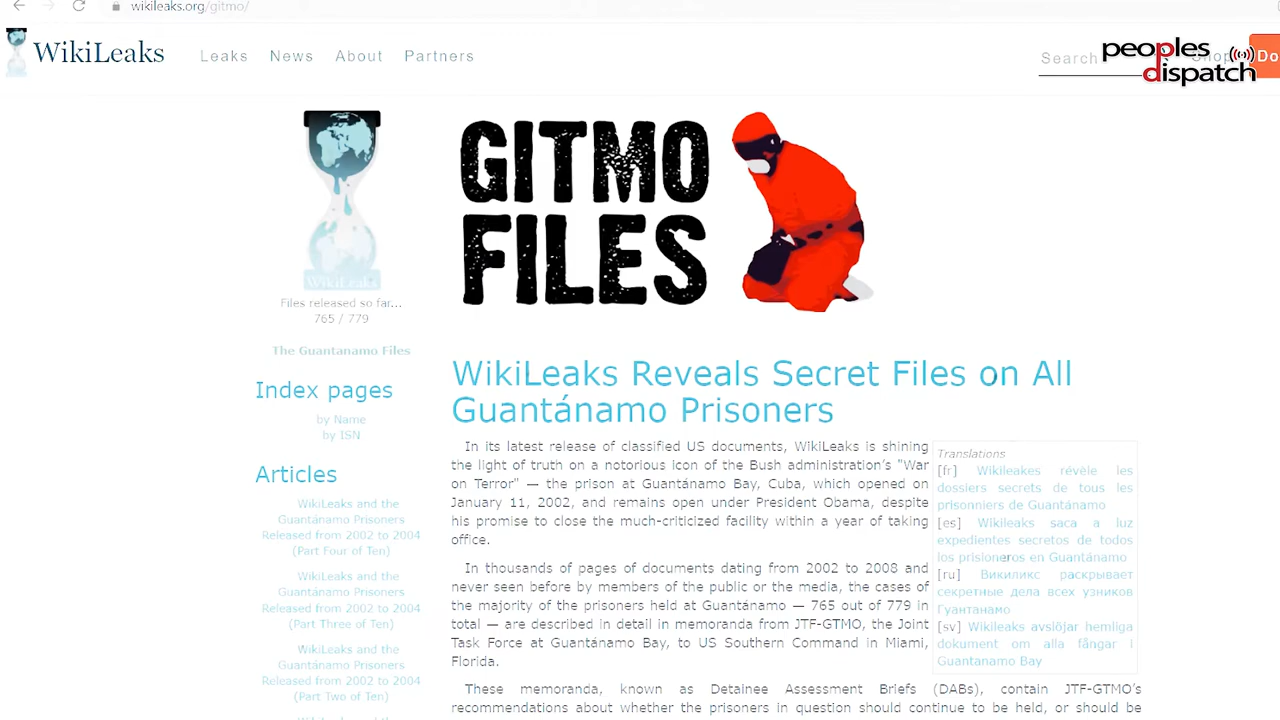 wikileaks.org/gitmo/
WikiLeaks
Leaks News About Partners
Search
Shop
Do
peoples
dispatch
GITMO
FILES
WikiLeaks
Files released so far...
765 / 779
The Guantanamo Files
Index pages
by Name
by ISN
Articles
WikiLeaks and the
Guantánamo Prisoners
Released from 2002 to 2004
(Part Four of Ten)
WikiLeaks and the
Guantánamo Prisoners
Released from 2002 to 2004
(Part Three of Ten)
WikiLeaks and the
Guantánamo Prisoners
Released from 2002 to 2004
(Part Two of Ten)
WikiLeaks Reveals Secret Files on All
Guantánamo Prisoners
In its latest release of classified US documents, WikiLeaks is shining
the light of truth on a notorious icon of the Bush administration's "War
on Terror" — the prison at Guantánamo Bay, Cuba, which opened on
January 11, 2002, and remains open under President Obama, despite
his promise to close the much-criticized facility within a year of taking
office.
In thousands of pages of documents dating from 2002 to 2008 and
never seen before by members of the public or the media, the cases of
the majority of the prisoners held at Guantánamo — 765 out of 779 in
total — are described in detail in memoranda from JTF-GTMO, the Joint
Task Force at Guantánamo Bay, to US Southern Command in Miami,
Florida.
These memoranda, known as Detainee Assessment Briefs (DABs), contain JTF-GTMO's
recommendations about whether the prisoners in question should continue to be held, or should be
Translations
[fr] Wikileakes révèle les
dossiers secrets de tous les
prisonniers de Guantánamo
[es] Wikileaks saca a luz
expedientes secretos de todos
los prisioneros en Guantánamo
[ru] Викиликс раскрывает
секретные дела всех узников
Гуантанамо
[sv] Wikileaks avslöjar hemliga
dokument om alla fångar i
Guantanamo Bay